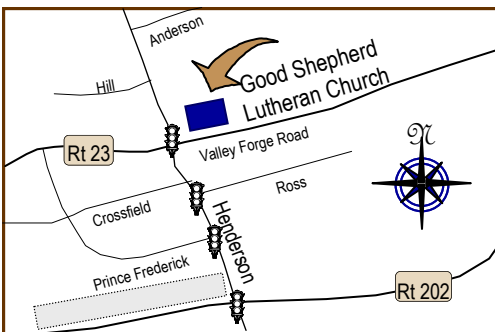 Anderson
Good Shepherd
Lutheran Church
Hill
N
Rt 23
Valley Forge Road
Ross
Crossfield
Henderson
Prince Frederick
Rt 202